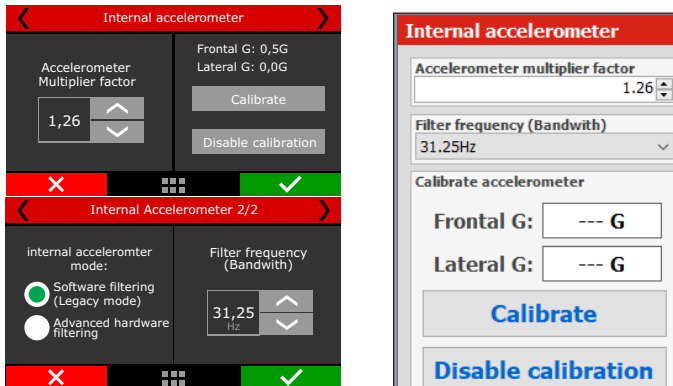 Internal accelerometer
Accelerometer
Multiplier factor
1,26
Frontal G: 0,5G
Lateral G: 0,0G
Calibrate
Disable calibration
Internal Accelerometer 2/2
internal acceleromter
mode:
Software filtering
(Legacy mode)
Advanced hardware
filtering
Filter frequency
(Bandwith)
31,25
Hz
Internal accelerometer
Accelerometer multiplier factor
1.26
Filter frequency (Bandwith)
31.25Hz
Calibrate accelerometer
Frontal G: --- G
Lateral G: --- G
Calibrate
Disable calibration